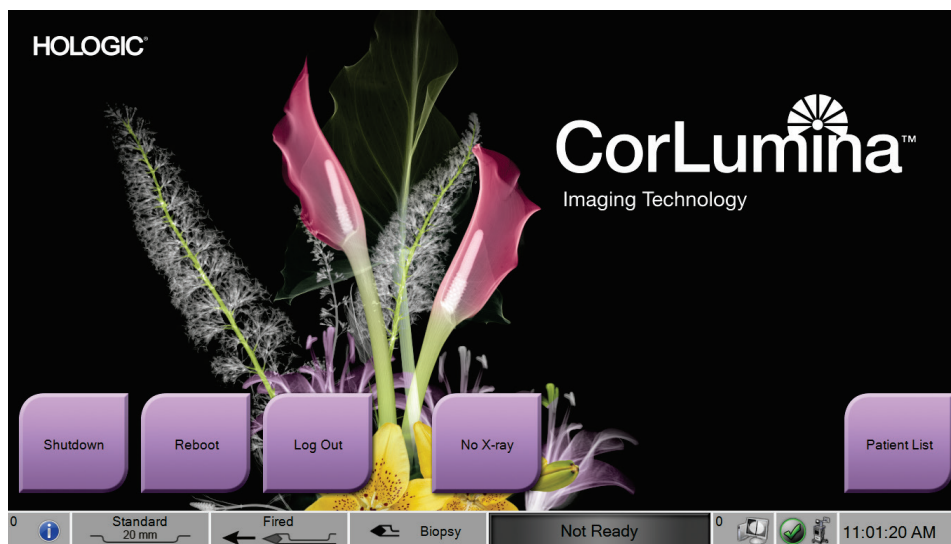 HOLOGIC®
CorLumina™
Imaging Technology
Shutdown
Reboot
Log Out
No X-ray
Patient List
0
Standard
20 mm
Fired
Biopsy
Not Ready
0
11:01:20 AM